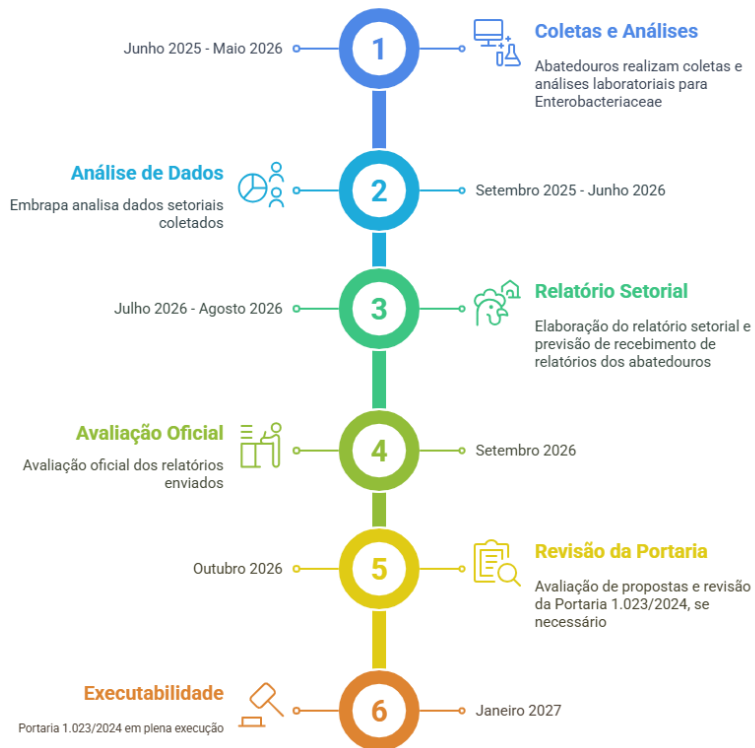 Junho 2025 - Maio 2026
1
Coletas e Análises
Abatedouros realizam coletas e
análises laboratoriais para
Enterobacteriaceae
Análise de Dados
Embrapa analisa dados setoriais
coletados
2
Setembro 2025 - Junho 2026
Julho 2026 - Agosto 2026
3
Relatório Setorial
Elaboração do relatório setorial e
previsão de recebimento de
relatórios dos abatedouros
Avaliação Oficial
Avaliação oficial dos relatórios
enviados
4
Setembro 2026
Outubro 2026
5
Revisão da Portaria
Avaliação de propostas e revisão
da Portaria 1.023/2024, se
necessário
Executabilidade
Portaria 1.023/2024 em plena execução
6
Janeiro 2027